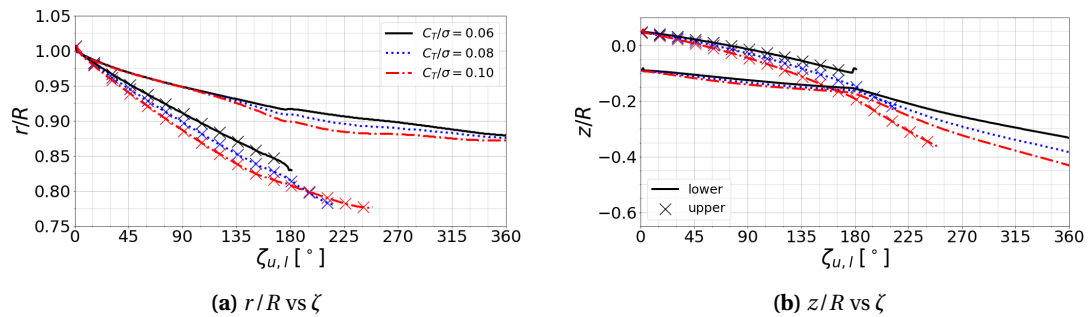 1.05
1.00
0.95
0.90
0.85
0.80
0.75
r/R
C_T/σ = 0.06
C_T/σ = 0.08
C_T/σ = 0.10
0 45 90 135 180 225 270 315 360
ζ_{u,l} [°]
(a) r/R vs ζ
0.0
−0.2
−0.4
−0.6
z/R
lower
upper
0 45 90 135 180 225 270 315 360
ζ_{u,l} [°]
(b) z/R vs ζ